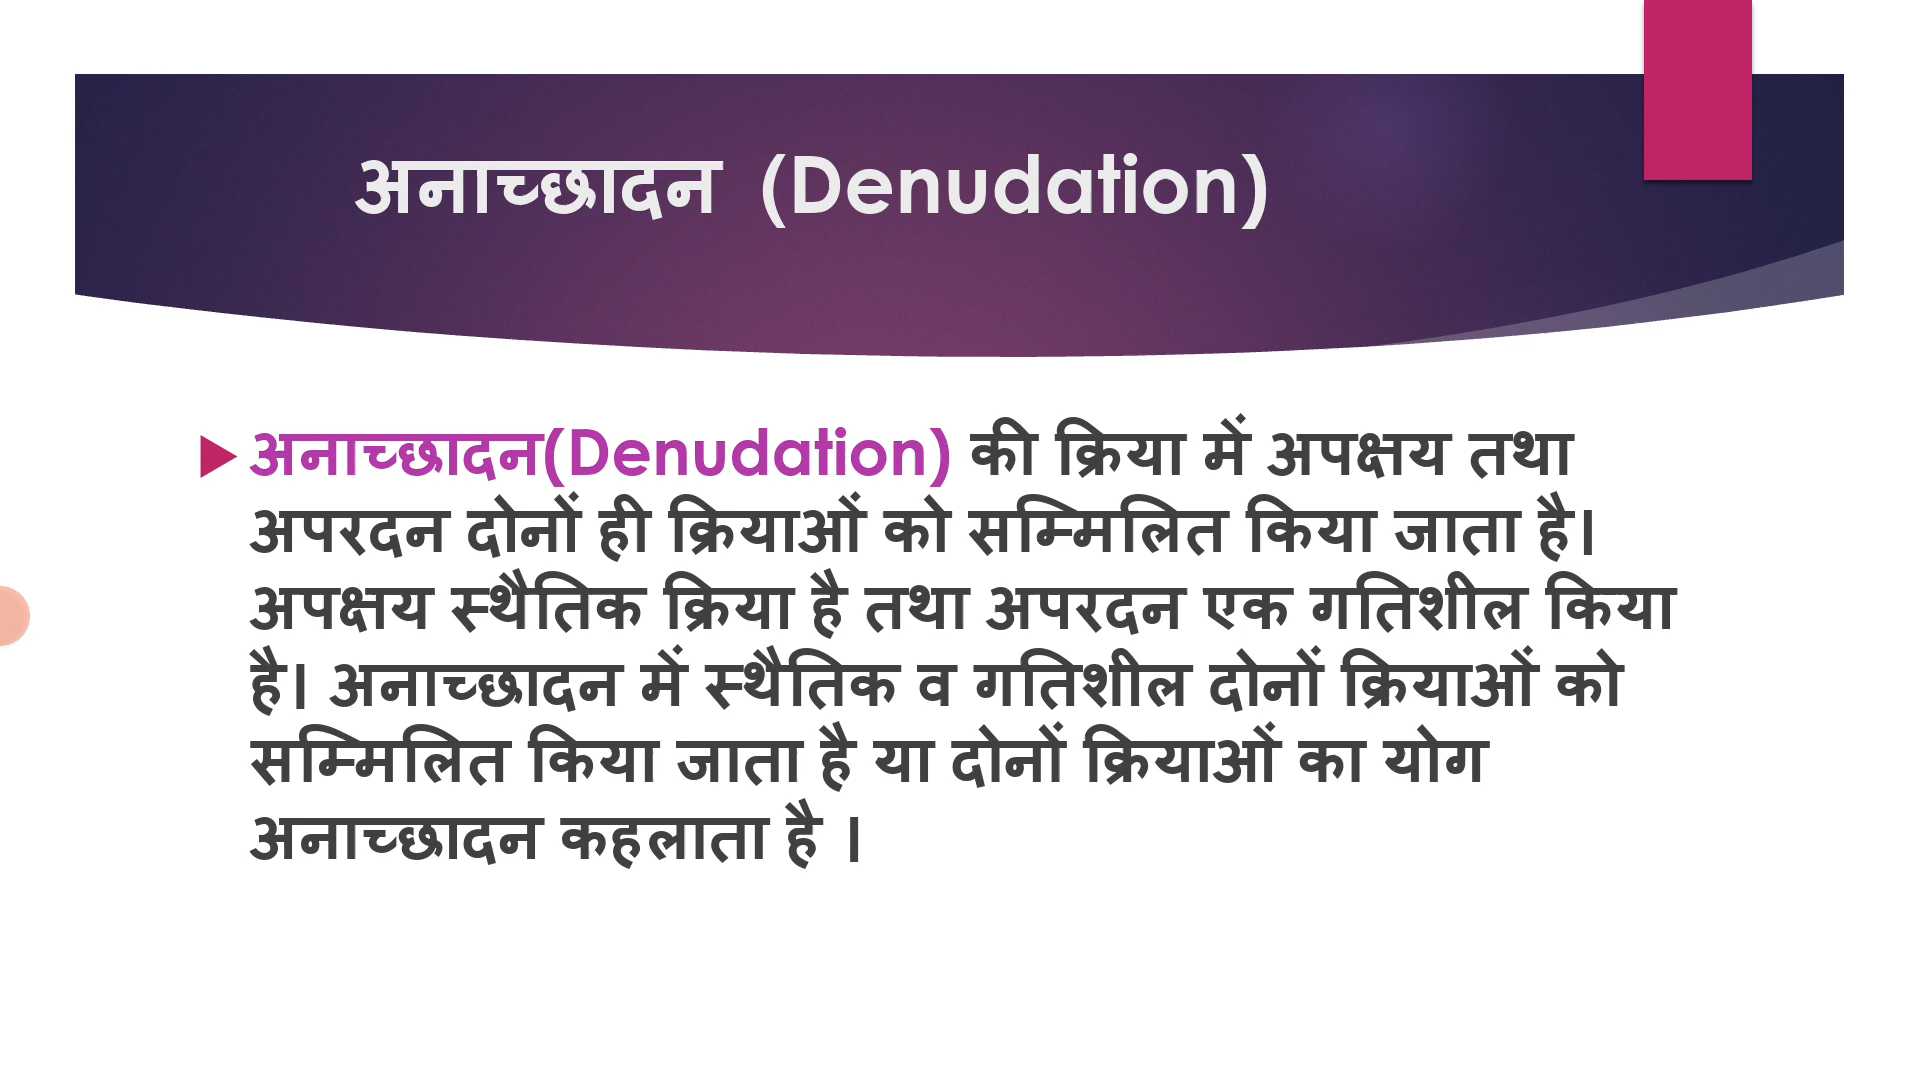 अनाच्छादन (Denudation)
अनाच्छादन(Denudation) की क्रिया में अपक्षय तथा
अपरदन दोनों ही क्रियाओं को सम्मिलित किया जाता है।
अपक्षय स्थैतिक क्रिया है तथा अपरदन एक गतिशील किया
है। अनाच्छादन में स्थैतिक व गतिशील दोनों क्रियाओं को
सम्मिलित किया जाता है या दोनों क्रियाओं का योग
अनाच्छादन कहलाता है ।